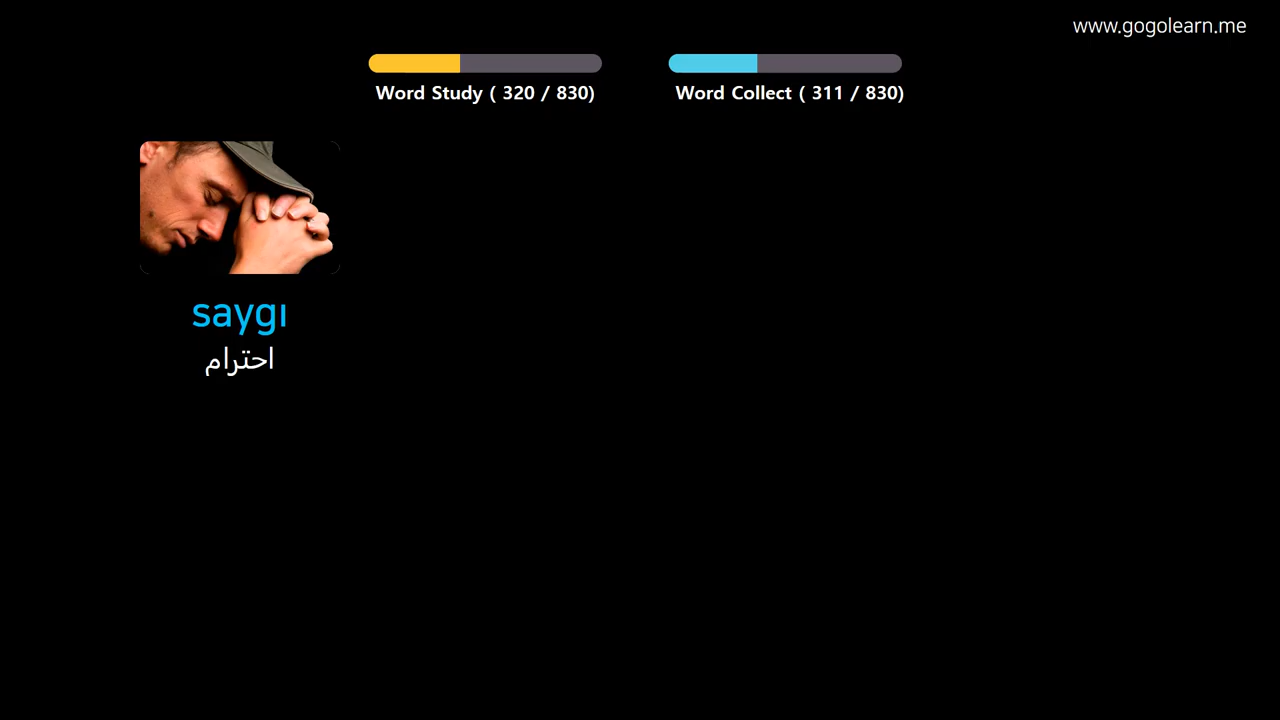 www.gogolearn.me
Word Study ( 320 / 830)
Word Collect ( 311 / 830)
saygı
احترام